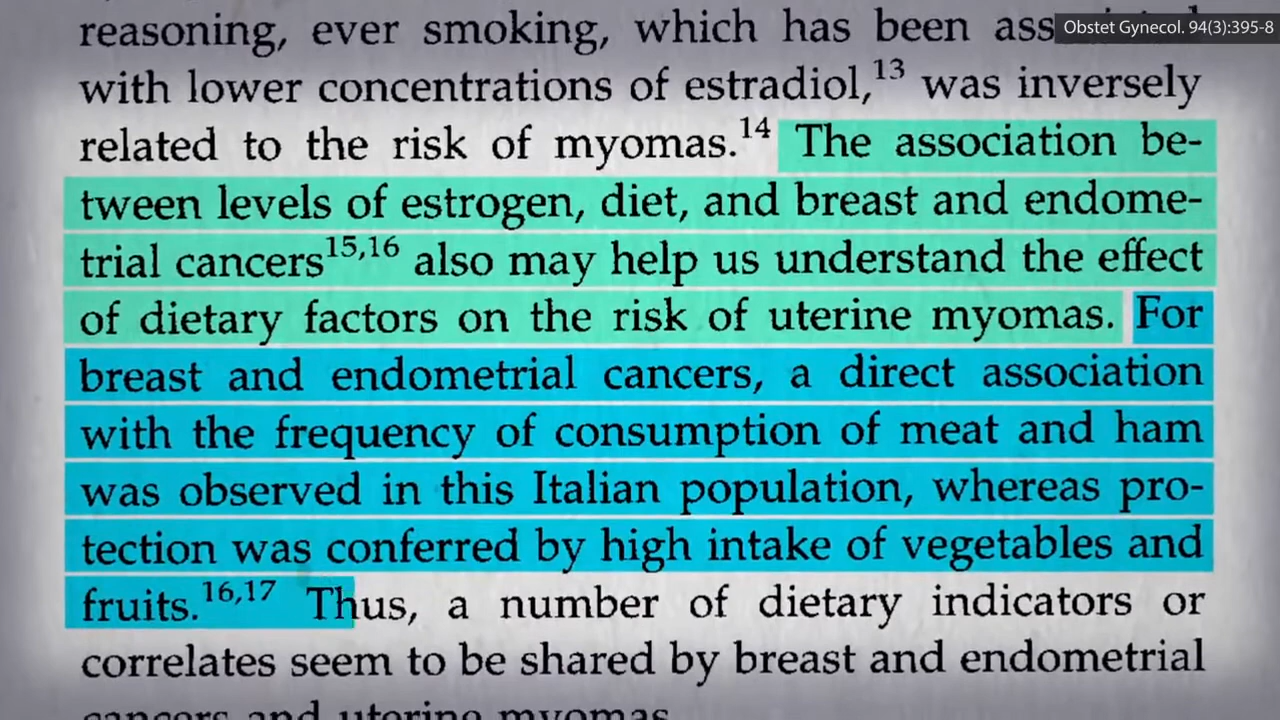 Obstet Gynecol. 94(3):395-8
reasoning, ever smoking, which has been
with lower concentrations of estradiol,13 was inversely
related to the risk of myomas.14 The association be-
tween levels of estrogen, diet, and breast and endome-
trial cancers15,16 also may help us understand the effect
of dietary factors on the risk of uterine myomas. For
breast and endometrial cancers, a direct association
with the frequency of consumption of meat and ham
was observed in this Italian population, whereas pro-
tection was conferred by high intake of vegetables and
fruits.16,17 Thus, a number of dietary indicators or
correlates seem to be shared by breast and endometrial
cancers and uterine myomas.